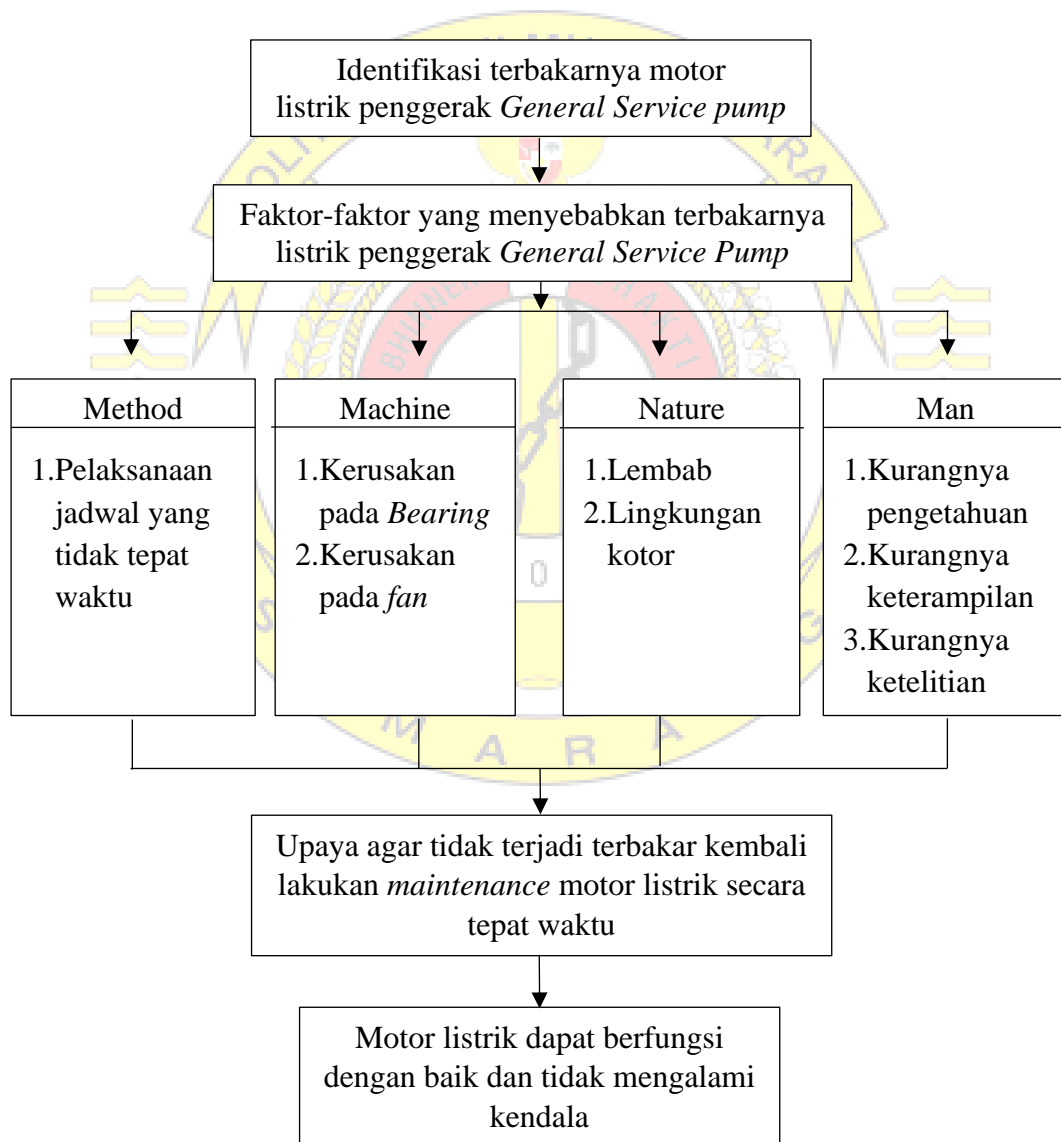 Identifikasi terbakarnya motor
listrik penggerak General Service pump
Faktor-faktor yang menyebabkan terbakarnya
listrik penggerak General Service Pump
Method
1.Pelaksanaan
jadwal yang
tidak tepat
waktu
Machine
1.Kerusakan
pada Bearing
2.Kerusakan
pada fan
Nature
1.Lembab
2.Lingkungan
kotor
Man
1.Kurangnya
pengetahuan
2.Kurangnya
keterampilan
3.Kurangnya
ketelitian
Upaya agar tidak terjadi terbakar kembali
lakukan maintenance motor listrik secara
tepat waktu
Motor listrik dapat berfungsi
dengan baik dan tidak mengalami
kendala